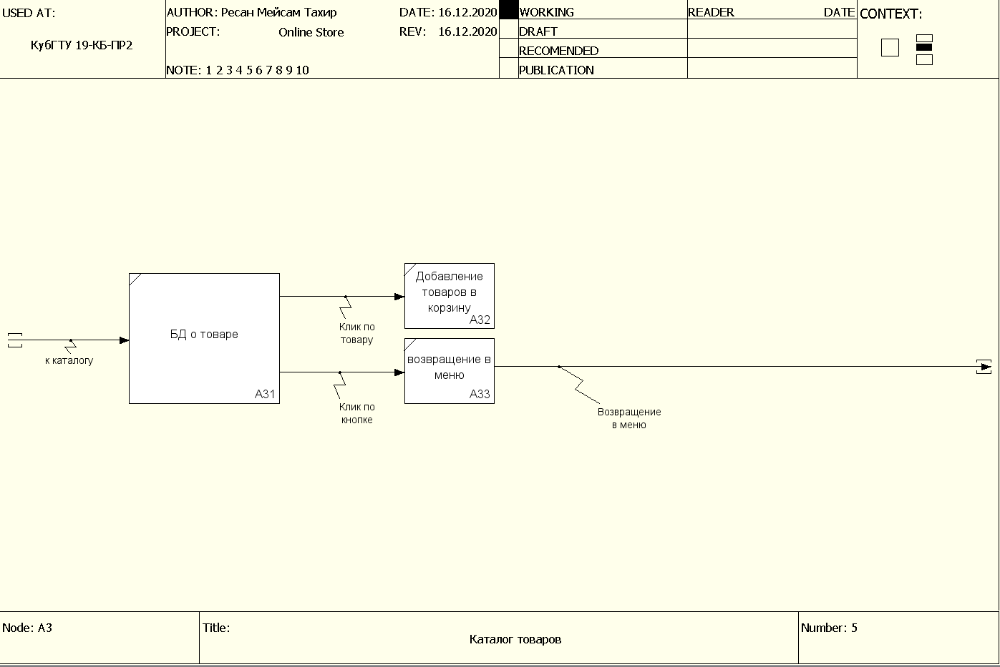 USED AT:
КубГТУ 19-КБ-ПР2
AUTHOR: Ресан Мейсам Тахир
DATE: 16.12.2020
PROJECT: Online Store
REV: 16.12.2020
NOTE: 1 2 3 4 5 6 7 8 9 10
WORKING
DRAFT
RECOMENDED
PUBLICATION
READER DATE
CONTEXT:
к каталогу
БД о товаре
A31
Клик по
товару
Клик по
кнопке
Добавление
товаров в
корзину
A32
возвращение в
меню
A33
Возвращение
в меню
Node: A3
Title:
Каталог товаров
Number: 5